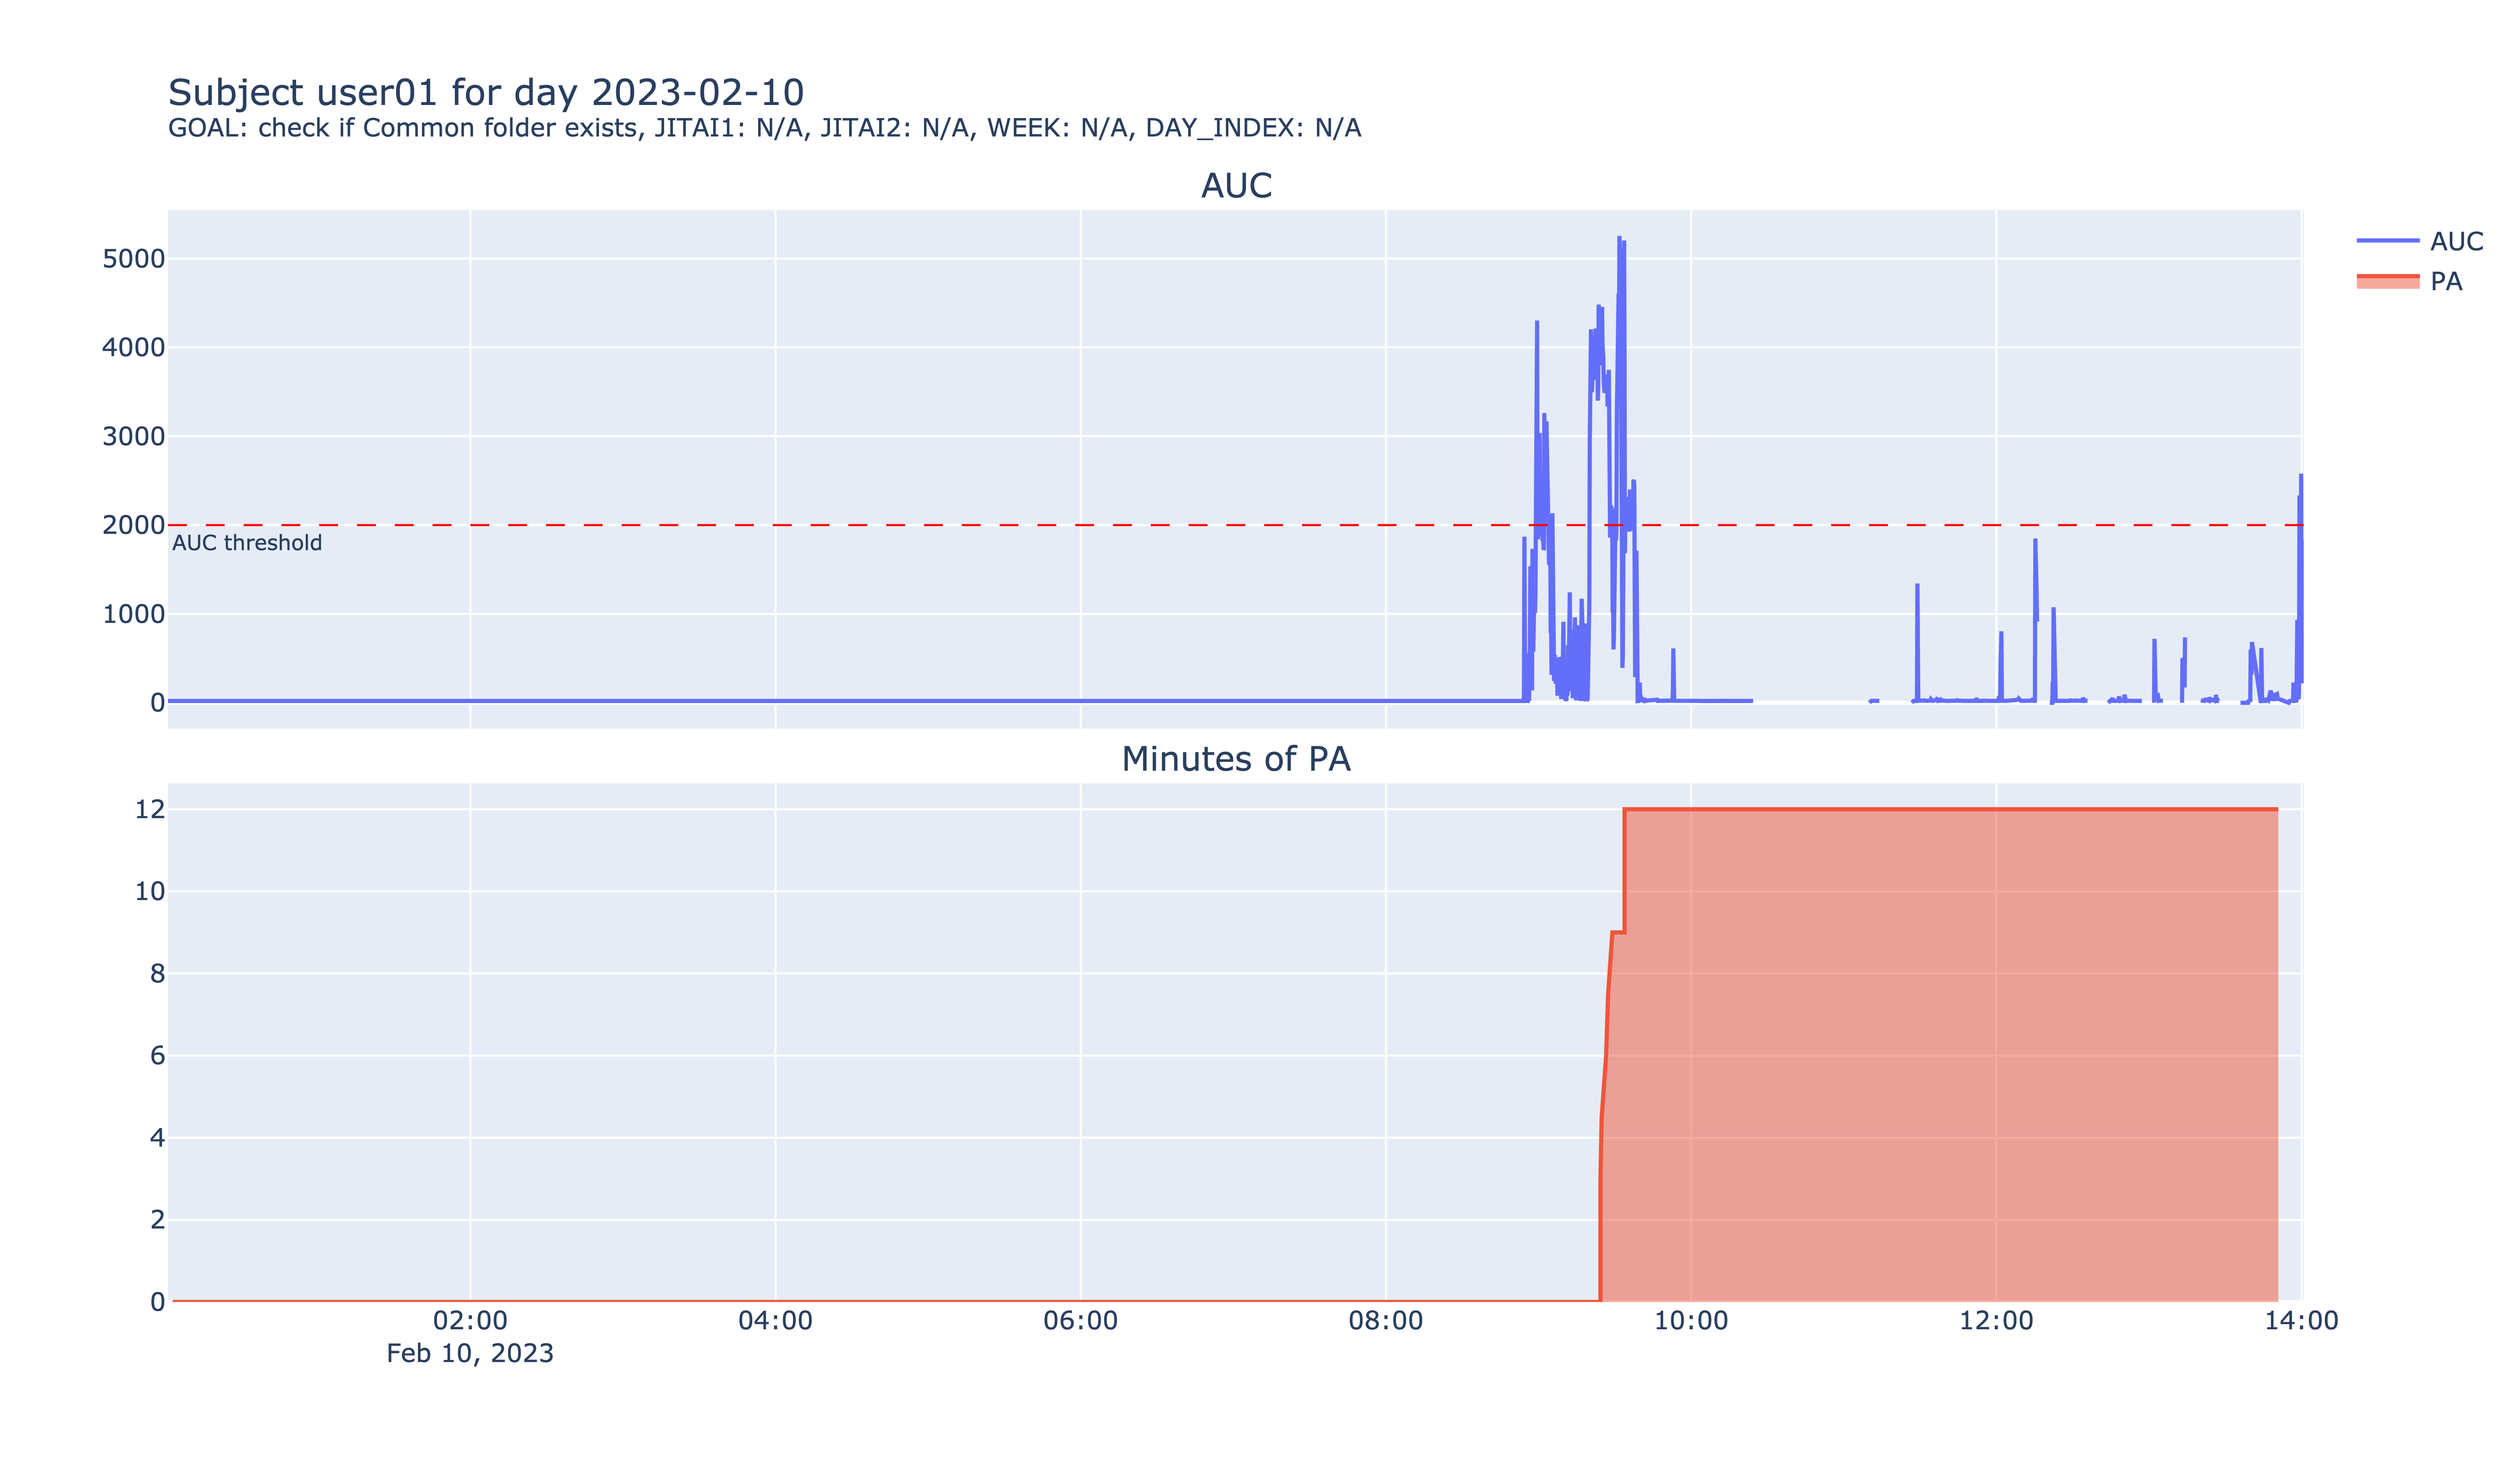 Subject user01 for day 2023-02-10
GOAL: check if Common folder exists, JITAI1: N/A, JITAI2: N/A, WEEK: N/A, DAY_INDEX: N/A
AUC
5000
4000
3000
2000
1000
0
AUC threshold
AUC
PA
Minutes of PA
12
10
8
6
4
2
0
02:00 04:00 06:00 08:00 10:00 12:00 14:00
Feb 10, 2023